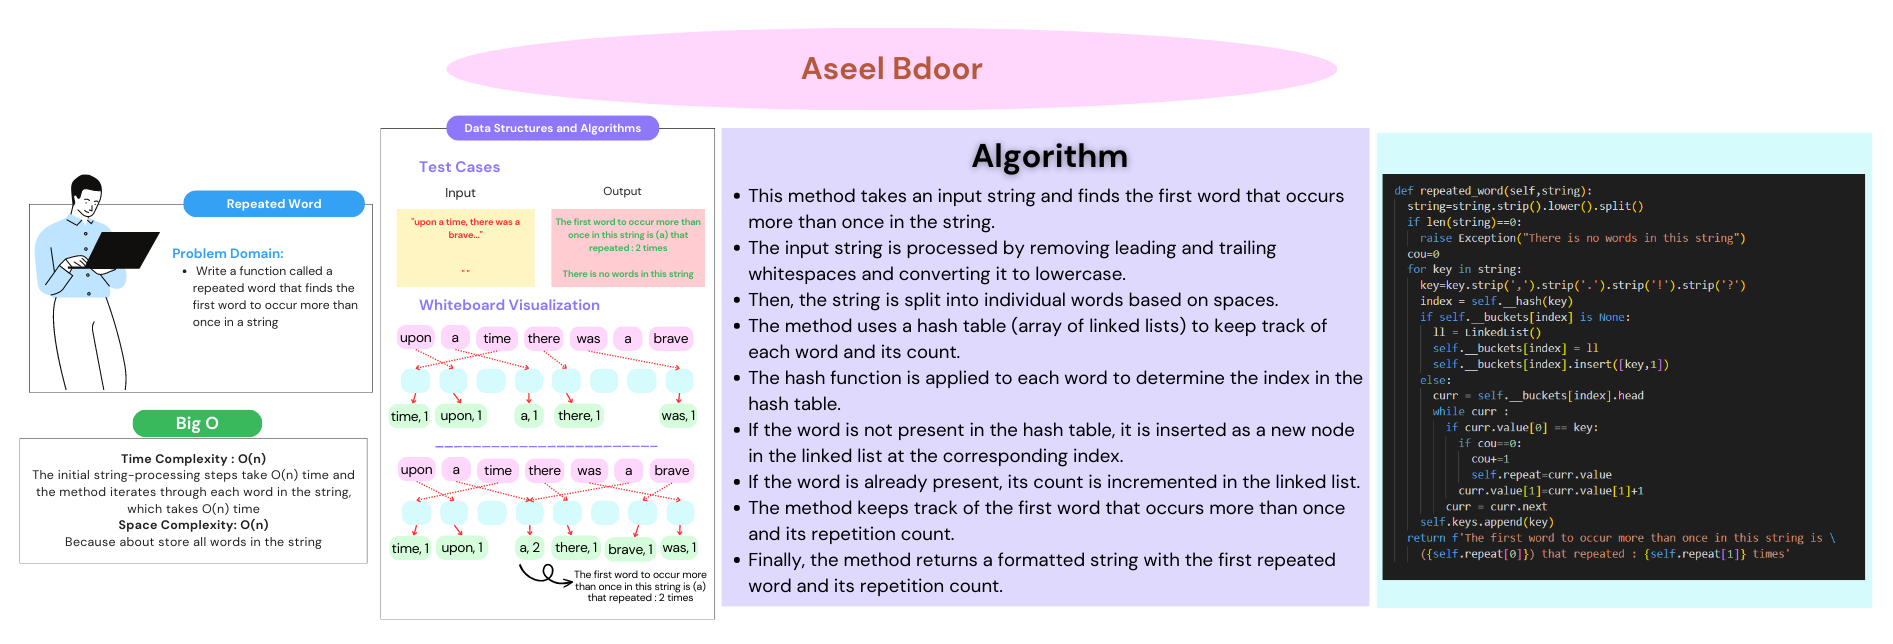 Aseel Bdoor
Repeated Word
Problem Domain:
• Write a function called a
repeated word that finds the
first word to occur more than
once in a string
Big O
Time Complexity : O(n)
The initial string-processing steps take O(n) time and
the method iterates through each word in the string,
which takes O(n) time
Space Complexity: O(n)
Because about store all words in the string
Data Structures and Algorithms
Test Cases
Input
Output
"upon a time, there was a
brave..."
" "
The first word to occur more than
once in this string is (a) that
repeated : 2 times
There is no words in this string
Whiteboard Visualization
upon a time there was a brave
time, 1 upon, 1 a, 1 there, 1 was, 1
upon a time there was a brave
time, 1 upon, 1 a, 2 there, 1 brave, 1 was, 1
The first word to occur more
than once in this string is (a)
that repeated : 2 times
Algorithm
• This method takes an input string and finds the first word that occurs
more than once in the string.
• The input string is processed by removing leading and trailing
whitespaces and converting it to lowercase.
• Then, the string is split into individual words based on spaces.
• The method uses a hash table (array of linked lists) to keep track of
each word and its count.
• The hash function is applied to each word to determine the index in the
hash table.
• If the word is not present in the hash table, it is inserted as a new node
in the linked list at the corresponding index.
• If the word is already present, its count is incremented in the linked list.
• The method keeps track of the first word that occurs more than once
and its repetition count.
• Finally, the method returns a formatted string with the first repeated
word and its repetition count.
def repeated_word(self,string):
string=string.strip().lower().split()
if len(string)==0:
raise Exception("There is no words in this string")
cou=0
for key in string:
key=key.strip(',').strip('.').strip('!').strip('?')
index = self.__hash(key)
if self.__buckets[index] is None:
ll = LinkedList()
self.__buckets[index] = ll
self.__buckets[index].insert([key,1])
else:
curr = self.__buckets[index].head
while curr :
if curr.value[0] == key:
if cou==0:
cou+=1
self.repeat=curr.value
curr.value[1]=curr.value[1]+1
curr = curr.next
self.keys.append(key)
return f'The first word to occur more than once in this string is \
({self.repeat[0]}) that repeated : {self.repeat[1]} times'